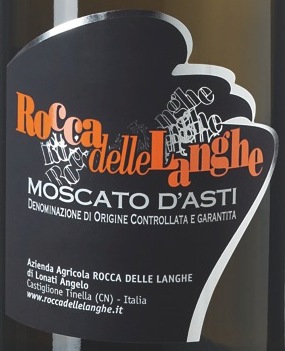 Rocca delle Langhe
MOSCATO D'ASTI
DENOMINAZIONE DI ORIGINE CONTROLLATA E GARANTITA
Azienda Agricola ROCCA DELLE LANGHE
di Lonati Angelo
Castiglione Tinella (CN) - Italia
www.roccadellelanghe.it